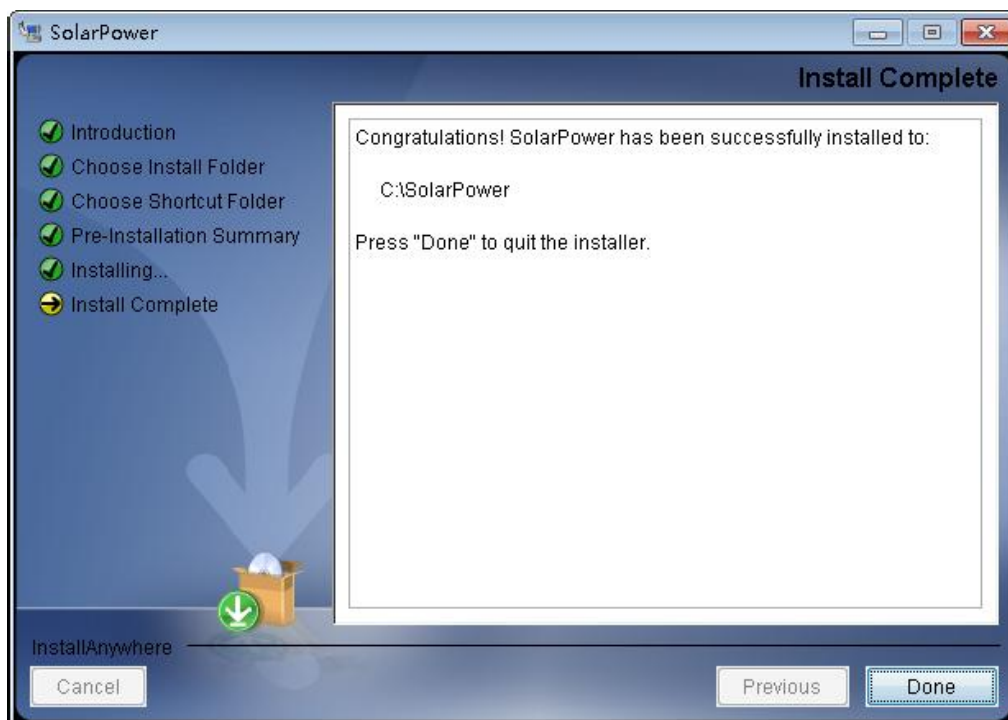 SolarPower
Install Complete
Introduction
Choose Install Folder
Choose Shortcut Folder
Pre-Installation Summary
Installing...
Install Complete
Congratulations! SolarPower has been successfully installed to:
C:\SolarPower
Press "Done" to quit the installer.
InstallAnywhere
Cancel
Previous
Done